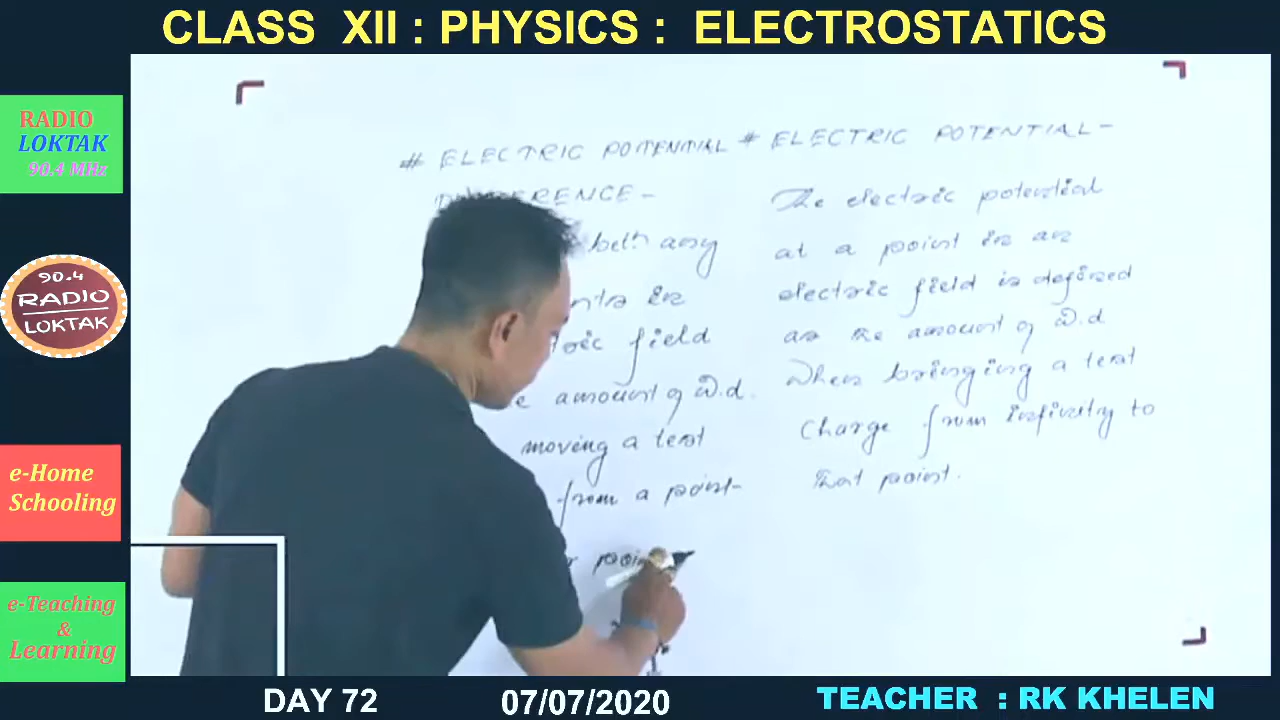 CLASS XII : PHYSICS : ELECTROSTATICS
RADIO
LOKTAK
90.4 MHz
90.4
RADIO
LOKTAK
e-Home
Schooling
e-Teaching
&
Learning
# ELECTRIC POTENTIAL
beth any
in
field
amount of W.d.
moving a test
from a point
# ELECTRIC POTENTIAL -
The electric potential
at a point in an
electric field is defined
as the amount of W.d
when bringing a test
charge from infinity to
that point.
DAY 72
07/07/2020
TEACHER : RK KHELEN